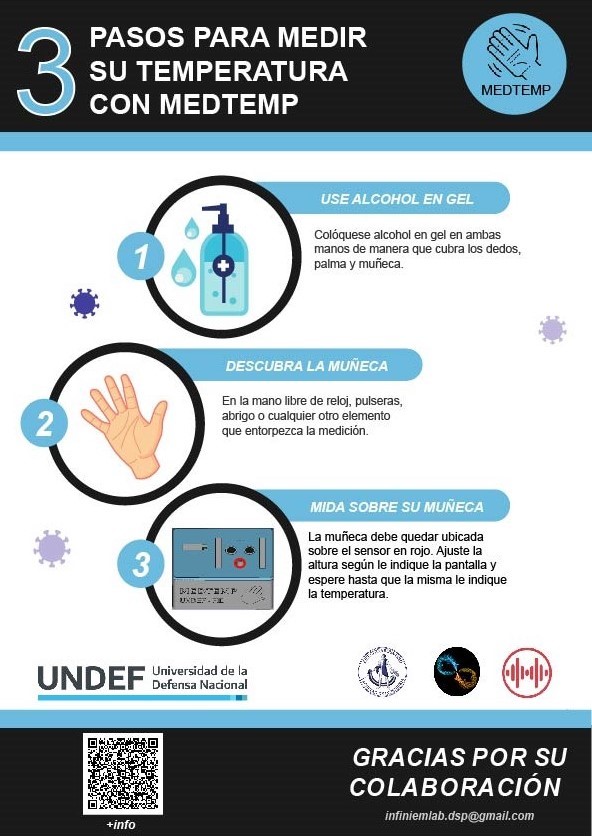 3
PASOS PARA MEDIR
SU TEMPERATURA
CON MEDTEMP
MEDTEMP
1
USE ALCOHOL EN GEL
Colóquese alcohol en gel en ambas
manos de manera que cubra los dedos,
palma y muñeca.
2
DESCUBRA LA MUÑECA
En la mano libre de reloj, pulseras,
abrigo o cualquier otro elemento
que entorpezca la medición.
3
MIDA SOBRE SU MUÑECA
La muñeca debe quedar ubicada
sobre el sensor en rojo. Ajuste la
altura según le indique la pantalla y
espere hasta que la misma le indique
la temperatura.
MEDTEMP
UNDEF
Universidad de la
Defensa Nacional
GRACIAS POR SU
COLABORACIÓN
+info
infiniemlab.dsp@gmail.com